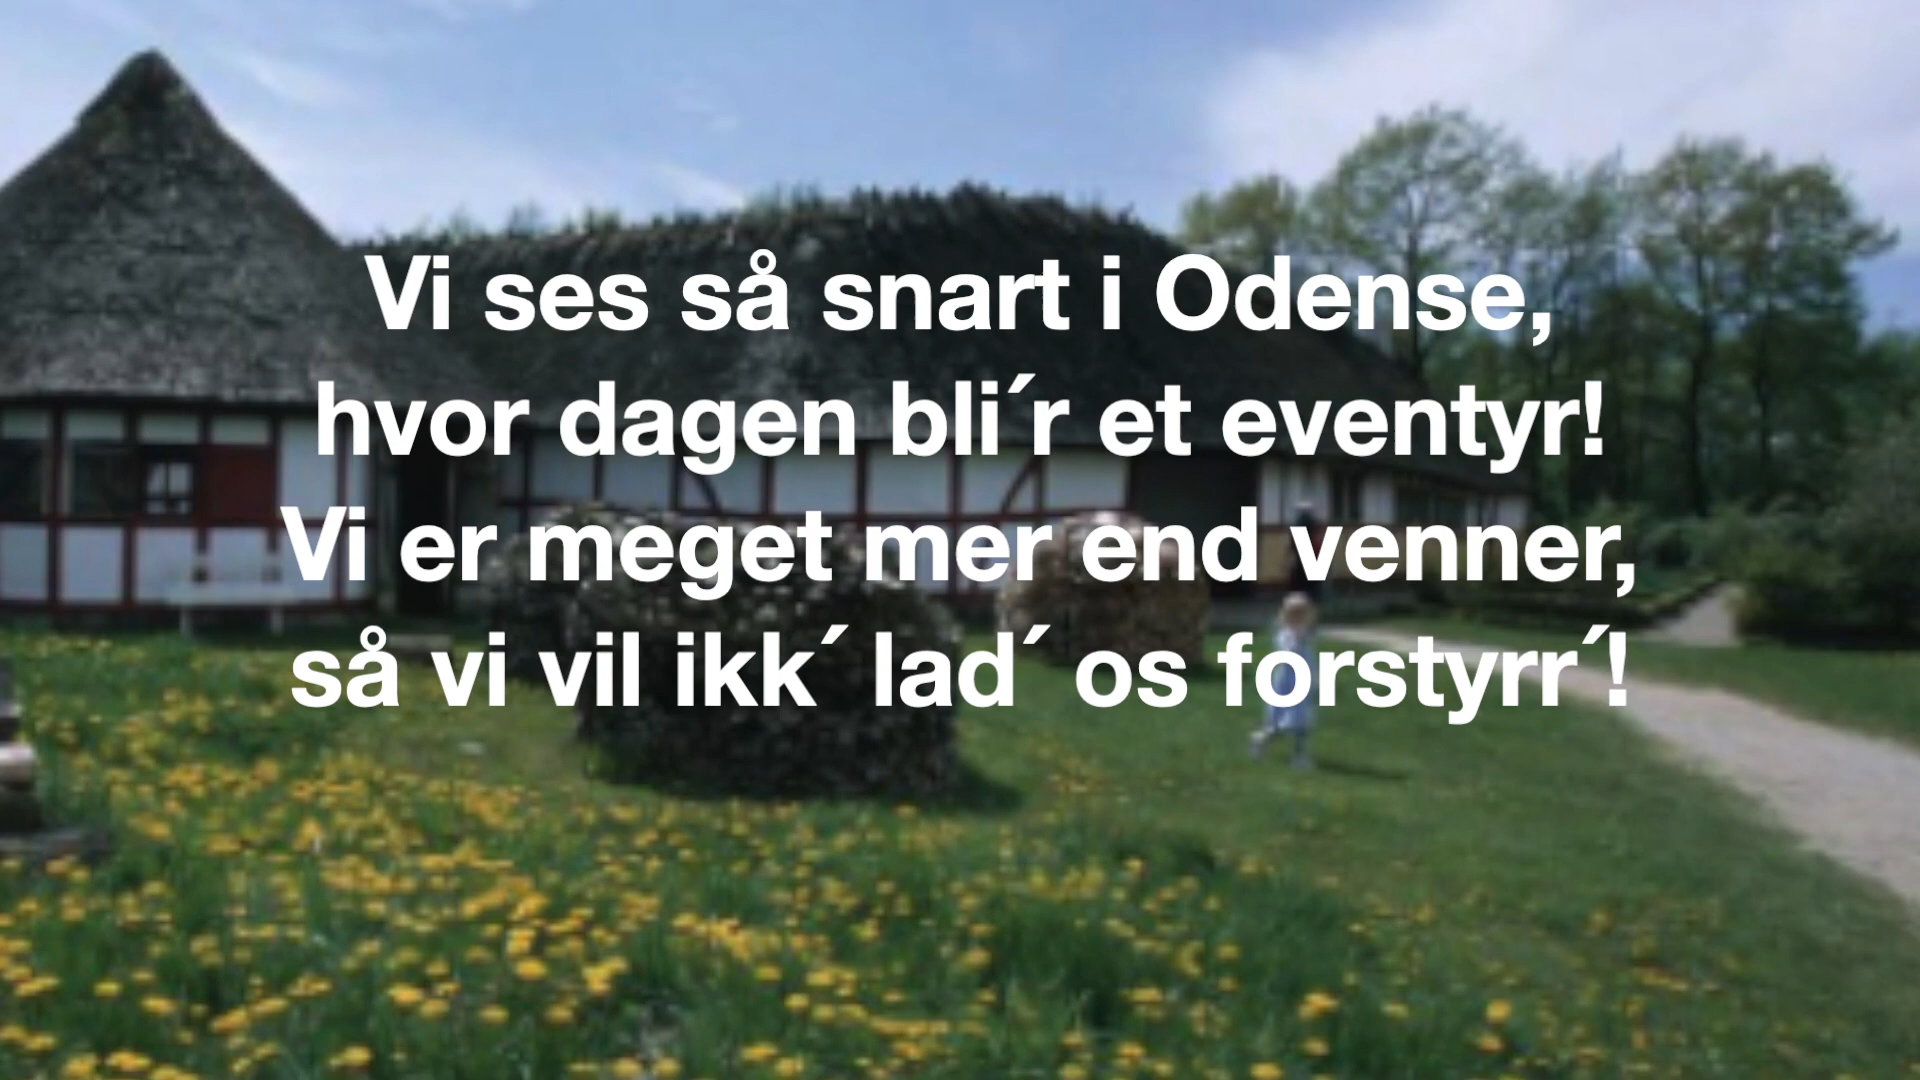 Vi ses så snart i Odense,
hvor dagen bli´r et eventyr!
Vi er meget mer end venner,
så vi vil ikk´ lad´ os forstyrr´!